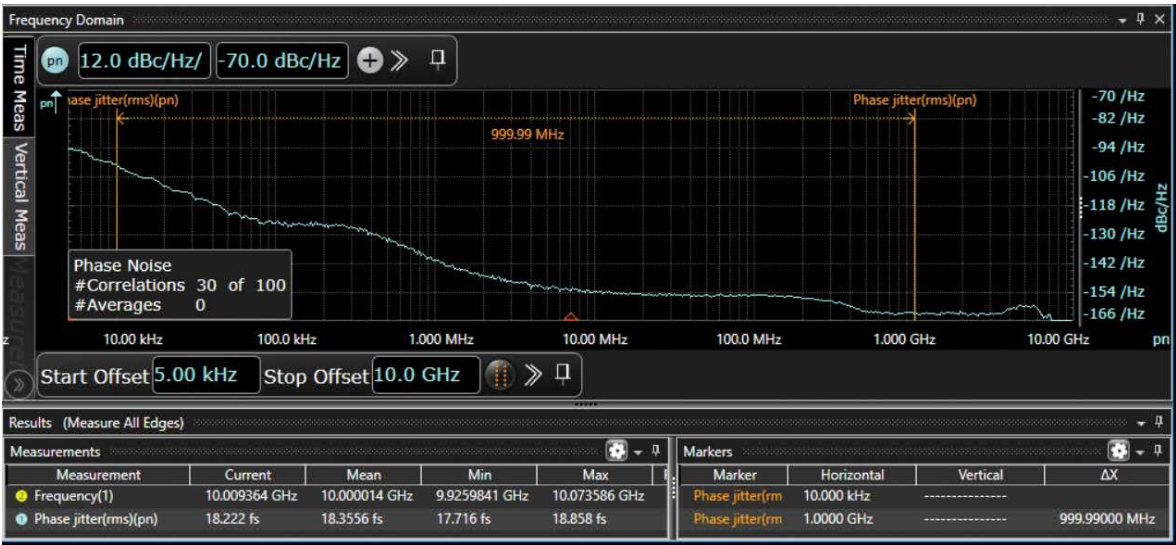 Frequency Domain
Time Meas
Vertical Meas
pn 12.0 dBc/Hz/ -70.0 dBc/Hz
pn
ase jitter(rms)(pn)
Phase jitter(rms)(pn)
999.99 MHz
-70 /Hz
-82 /Hz
-94 /Hz
-106 /Hz
-118 /Hz
-130 /Hz
-142 /Hz
-154 /Hz
-166 /Hz
dBc/Hz
Phase Noise
#Correlations 30 of 100
#Averages 0
z 10.00 kHz 100.0 kHz 1.000 MHz 10.00 MHz 100.0 MHz 1.000 GHz 10.00 GHz pn
Start Offset 5.00 kHz Stop Offset 10.0 GHz
Results (Measure All Edges)
Measurements
Measurement Current Mean Min Max
2 Frequency(1) 10.009364 GHz 10.000014 GHz 9.9259841 GHz 10.073586 GHz
1 Phase jitter(rms)(pn) 18.222 fs 18.3556 fs 17.716 fs 18.858 fs
Markers
Marker Horizontal Vertical ΔX
Phase jitter(rm 10.000 kHz ---------------
Phase jitter(rm 1.0000 GHz --------------- 999.99000 MHz